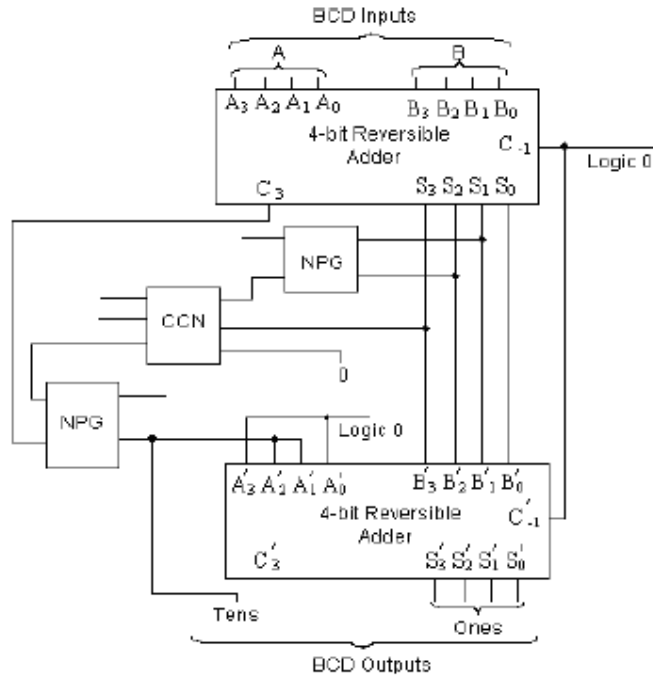 BCD Inputs
A B
A₃ A₂ A₁ A₀ B₃ B₂ B₁ B₀
4-bit Reversible
Adder
C₋₁
Logic 0
C₃ S₃ S₂ S₁ S₀
NPG
CCN
0
NPG
Logic 0
A'₃ A'₂ A'₁ A'₀ B'₃ B'₂ B'₁ B'₀
4-bit Reversible
Adder
C'₋₁
C'₃ S'₃ S'₂ S'₁ S'₀
Tens
Ones
BCD Outputs